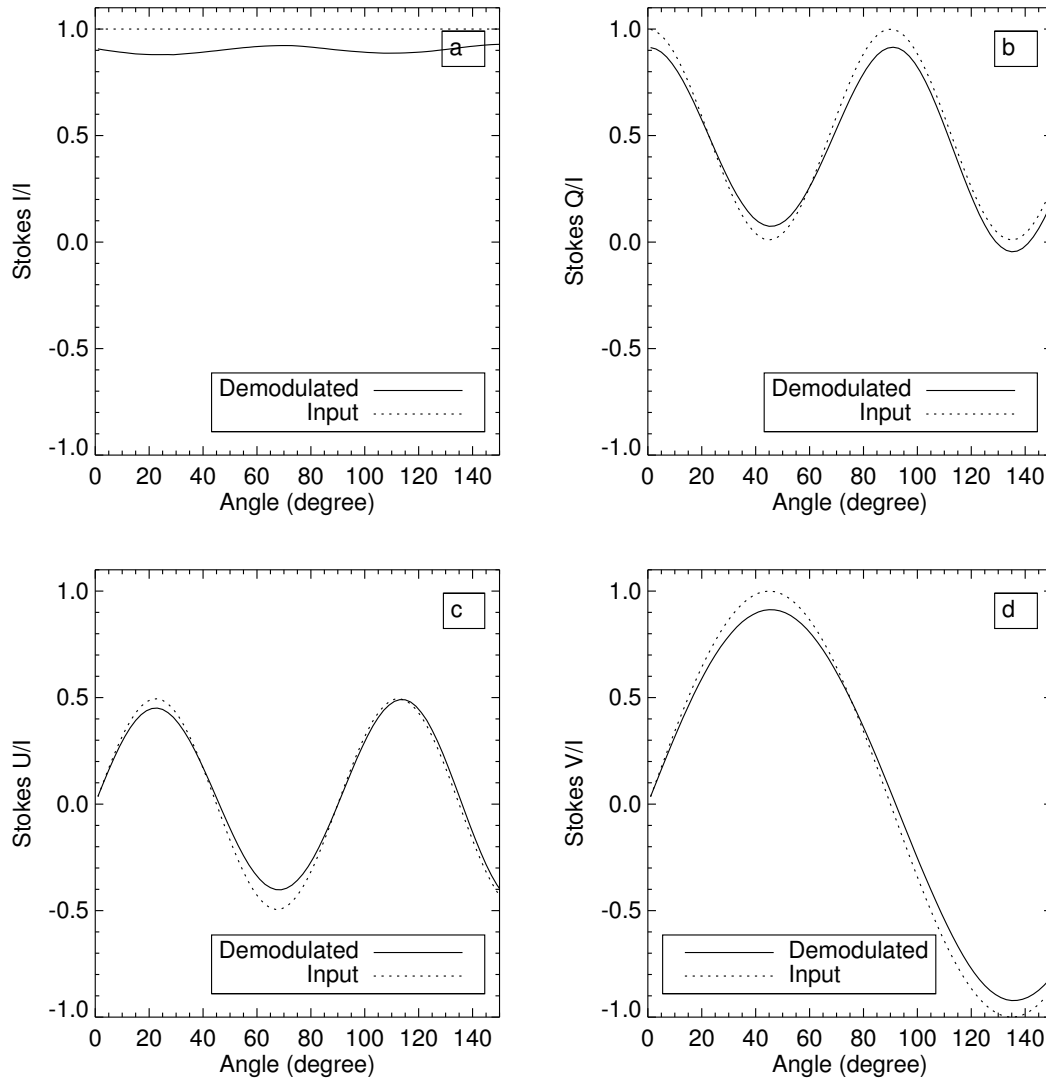 1.0
0.5
0.0
-0.5
-1.0
Stokes I/I
a
Demodulated
Input
0 20 40 60 80 100 120 140
Angle (degree)
1.0
0.5
0.0
-0.5
-1.0
Stokes Q/I
b
Demodulated
Input
0 20 40 60 80 100 120 140
Angle (degree)
1.0
0.5
0.0
-0.5
-1.0
Stokes U/I
c
Demodulated
Input
0 20 40 60 80 100 120 140
Angle (degree)
1.0
0.5
0.0
-0.5
-1.0
Stokes V/I
d
Demodulated
Input
0 20 40 60 80 100 120 140
Angle (degree)